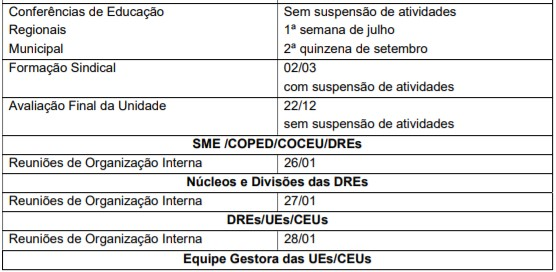 Conferências de Educação Sem suspensão de atividades
Regionais 1ª semana de julho
Municipal 2ª quinzena de setembro
Formação Sindical 02/03
com suspensão de atividades
Avaliação Final da Unidade 22/12
sem suspensão de atividades
SME /COPED/COCEU/DREs
Reuniões de Organização Interna 26/01
Núcleos e Divisões das DREs
Reuniões de Organização Interna 27/01
DREs/UEs/CEUs
Reuniões de Organização Interna 28/01
Equipe Gestora das UEs/CEUs